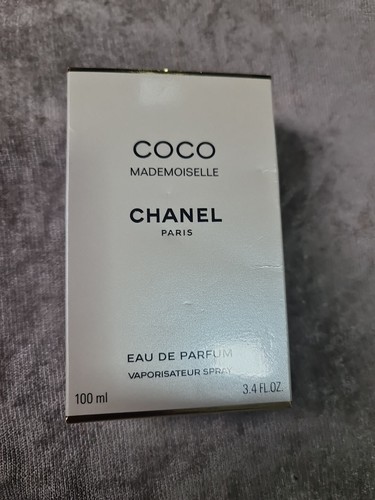 COCO
MADEMOISELLE
CHANEL
PARIS
EAU DE PARFUM
VAPORISATEUR SPRAY
100 ml 3.4 FL.OZ.